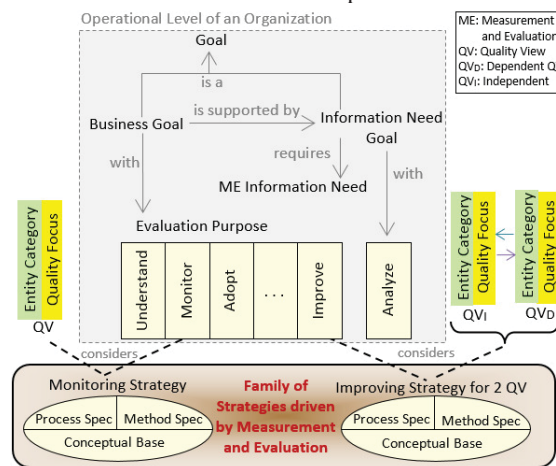 Operational Level of an Organization
ME: Measurement
and Evaluation
QV: Quality View
QVD: Dependent Q
QVI: Independent
Goal
is a
is supported by
Business Goal
Information Need
Goal
with
requires
with
ME Information Need
Evaluation Purpose
Understand
Monitor
Adopt
. . .
Improve
Analyze
Entity Category
Quality Focus
QV
Entity Category
Quality Focus
QVI
Entity Category
Quality Focus
QVD
considers
considers
Monitoring Strategy
Process Spec
Method Spec
Conceptual Base
Family of
Strategies driven
by Measurement
and Evaluation
Improving Strategy for 2 QV
Process Spec
Method Spec
Conceptual Base